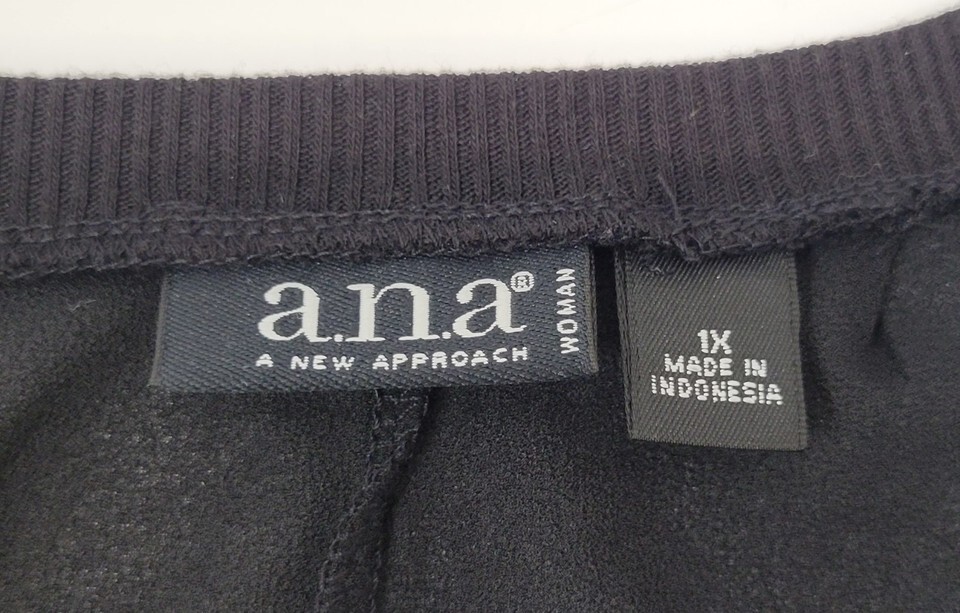 a.n.a®
A NEW APPROACH
WOMAN
1X
MADE IN
INDONESIA